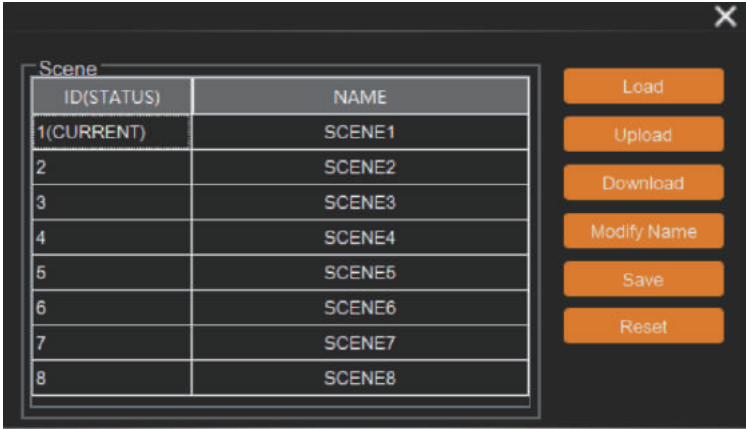 Scene
ID(STATUS) NAME
1(CURRENT) SCENE1
2 SCENE2
3 SCENE3
4 SCENE4
5 SCENE5
6 SCENE6
7 SCENE7
8 SCENE8
Load
Upload
Download
Modify Name
Save
Reset